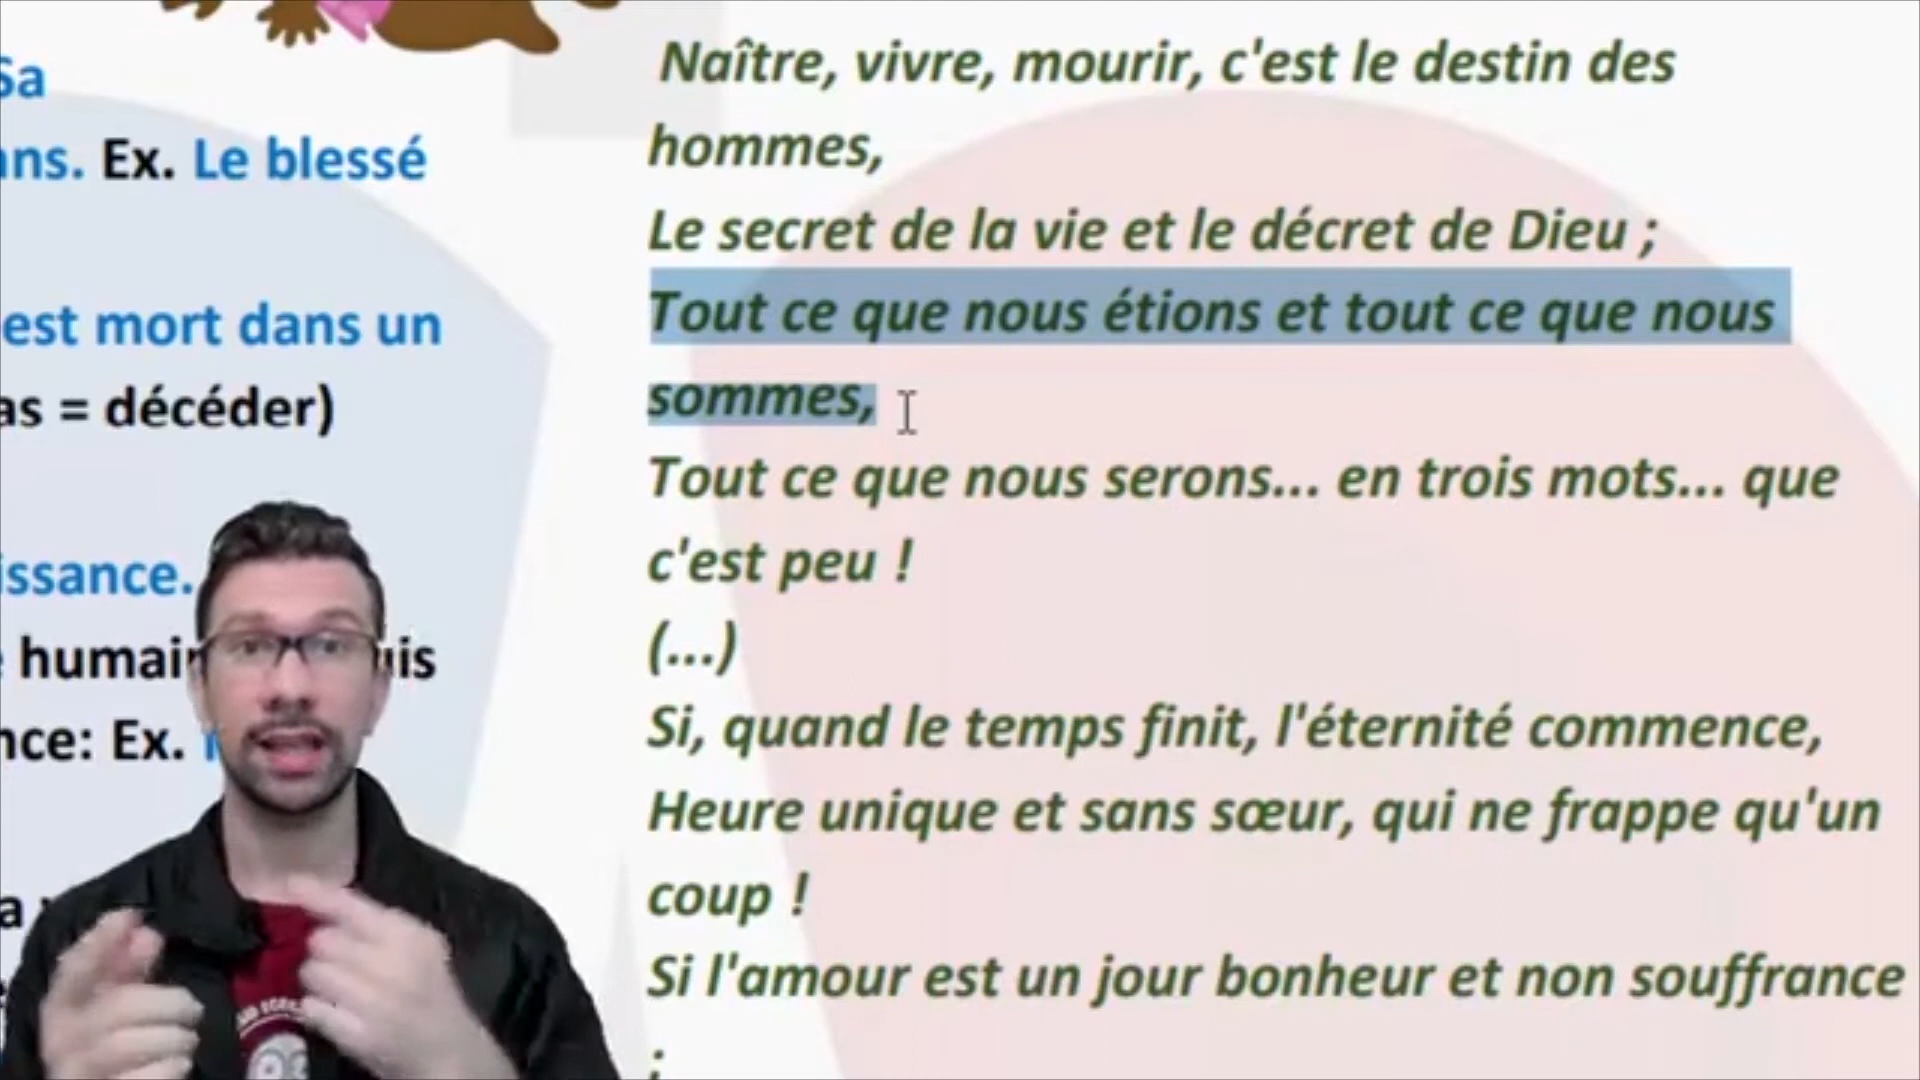 Sa
ans. Ex. Le blessé
est mort dans un
as = décéder)
issance.
humain
uis
nce: Ex.
a
Naître, vivre, mourir, c'est le destin des
hommes,
Le secret de la vie et le décret de Dieu ;
Tout ce que nous étions et tout ce que nous
sommes,
Tout ce que nous serons... en trois mots... que
c'est peu !
(...)
Si, quand le temps finit, l'éternité commence,
Heure unique et sans sœur, qui ne frappe qu'un
coup !
Si l'amour est un jour bonheur et non souffrance
;